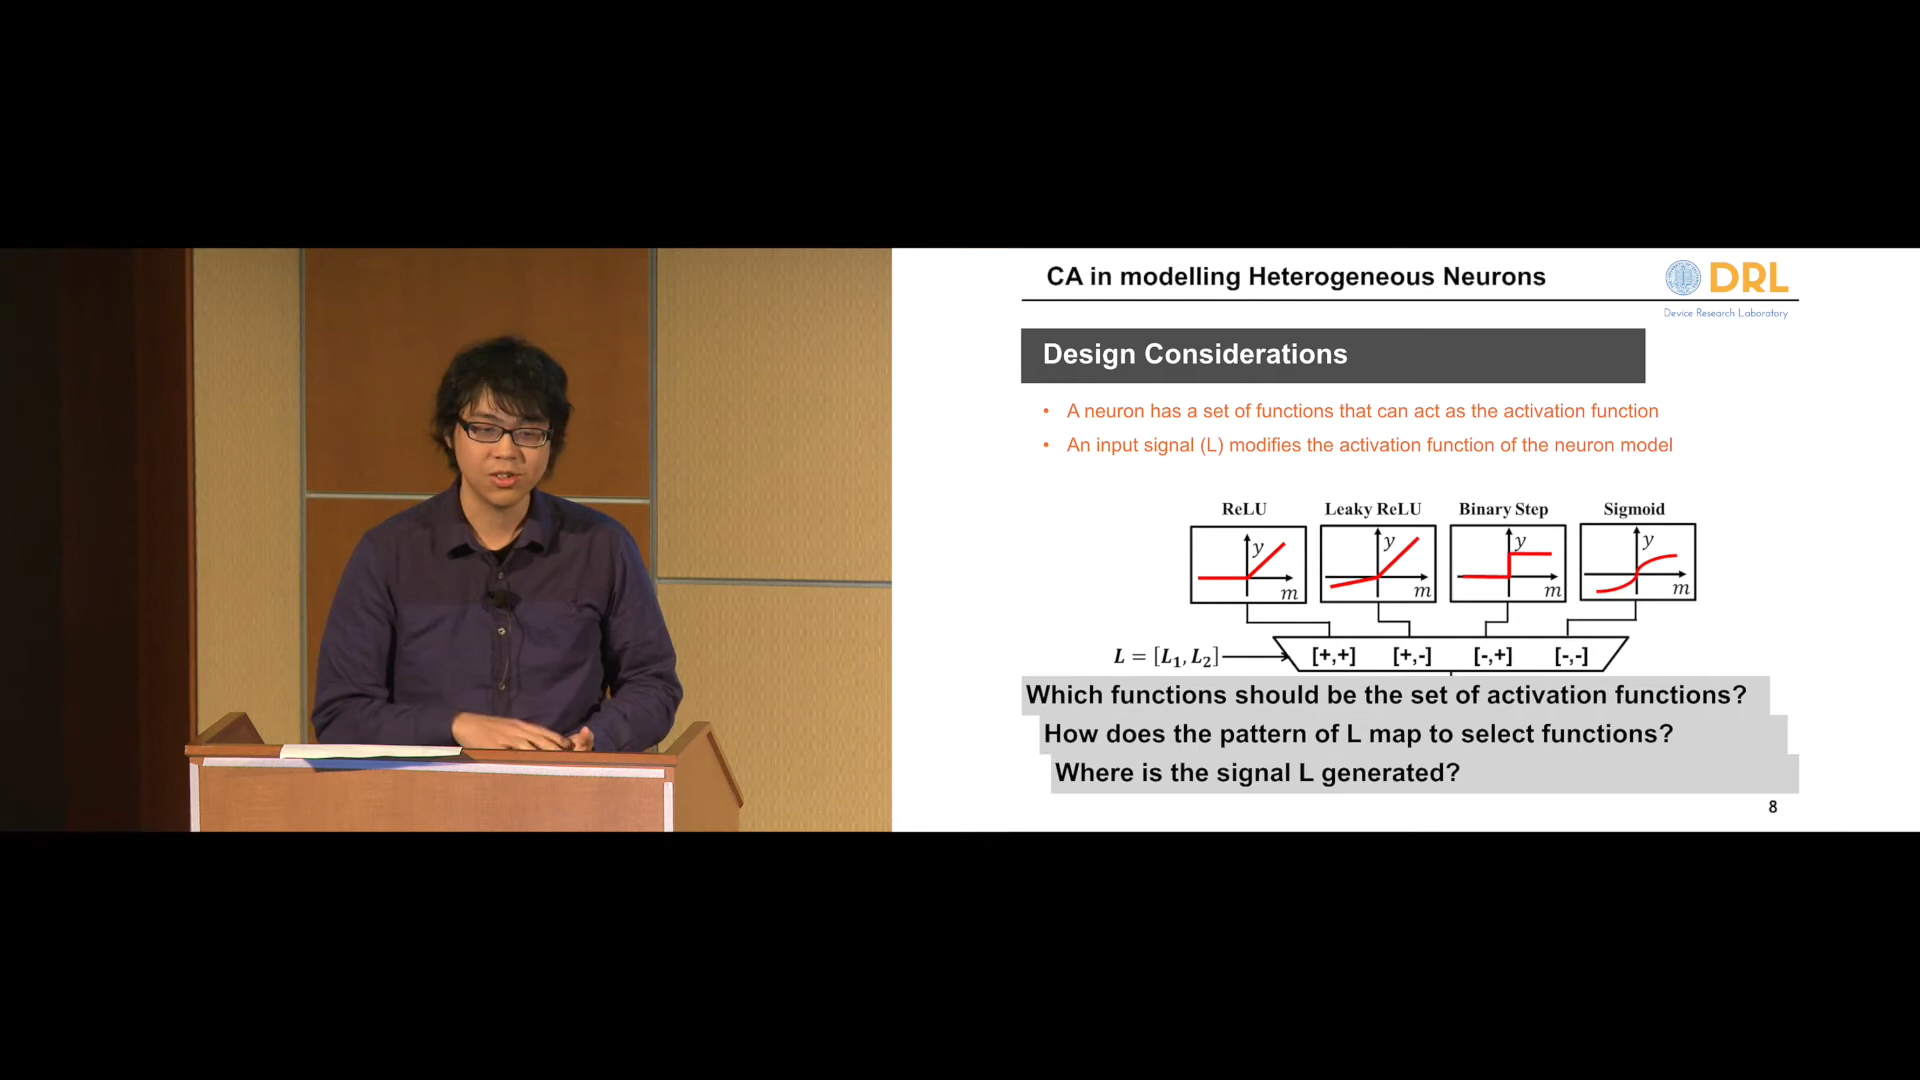 CA in modelling Heterogeneous Neurons
DRL
Device Research Laboratory
Design Considerations
• A neuron has a set of functions that can act as the activation function
• An input signal (L) modifies the activation function of the neuron model
ReLU Leaky ReLU Binary Step Sigmoid
y y y y
m m m m
L = [L₁, L₂] [+,+] [+,-] [-,+] [-,-]
Which functions should be the set of activation functions?
How does the pattern of L map to select functions?
Where is the signal L generated?
8